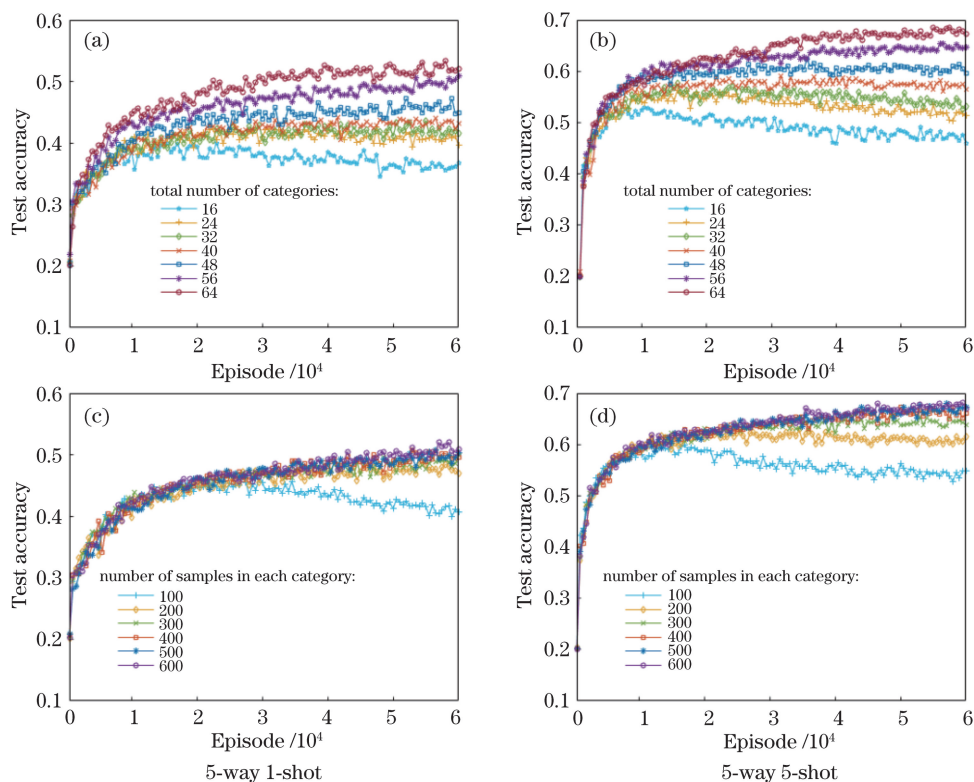 (a)
0.6
0.5
0.4
0.3
0.2
0.1
Test accuracy
total number of categories:
16
24
32
40
48
56
64
0 1 2 3 4 5 6
Episode /10⁴
(b)
0.7
0.6
0.5
0.4
0.3
0.2
0.1
Test accuracy
total number of categories:
16
24
32
40
48
56
64
0 1 2 3 4 5 6
Episode /10⁴
(c)
0.6
0.5
0.4
0.3
0.2
0.1
Test accuracy
number of samples in each category:
100
200
300
400
500
600
0 1 2 3 4 5 6
Episode /10⁴
5-way 1-shot
(d)
0.7
0.6
0.5
0.4
0.3
0.2
0.1
Test accuracy
number of samples in each category:
100
200
300
400
500
600
0 1 2 3 4 5 6
Episode /10⁴
5-way 5-shot